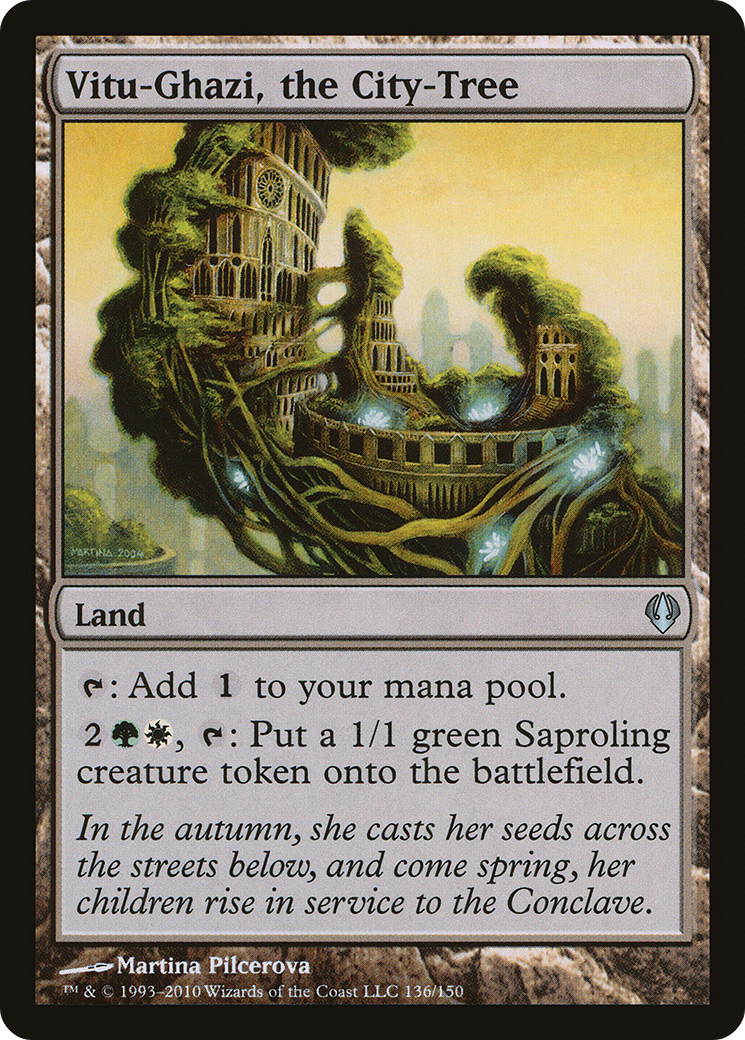 Vitu-Ghazi, the City-Tree
MARTINA 2004
Land
: Add 1 to your mana pool.
2 , : Put a 1/1 green Saproling
creature token onto the battlefield.
In the autumn, she casts her seeds across
the streets below, and come spring, her
children rise in service to the Conclave.
Martina Pilcerova
™ & © 1993–2010 Wizards of the Coast LLC 136/150